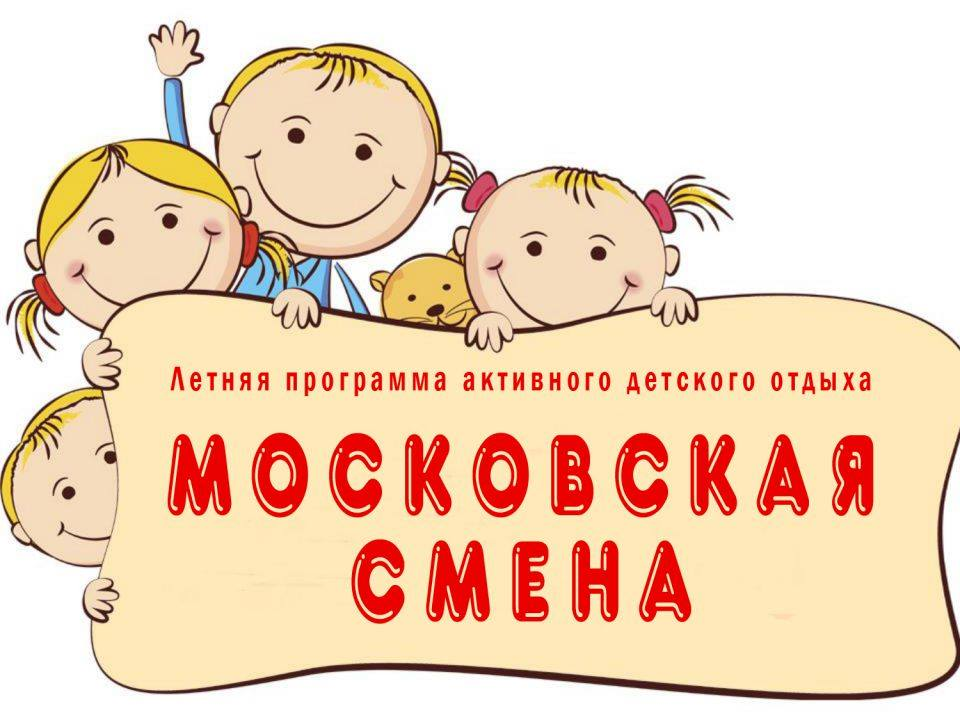 Летняя программа активного детского отдыха
МОСКОВСКАЯ
СМЕНА